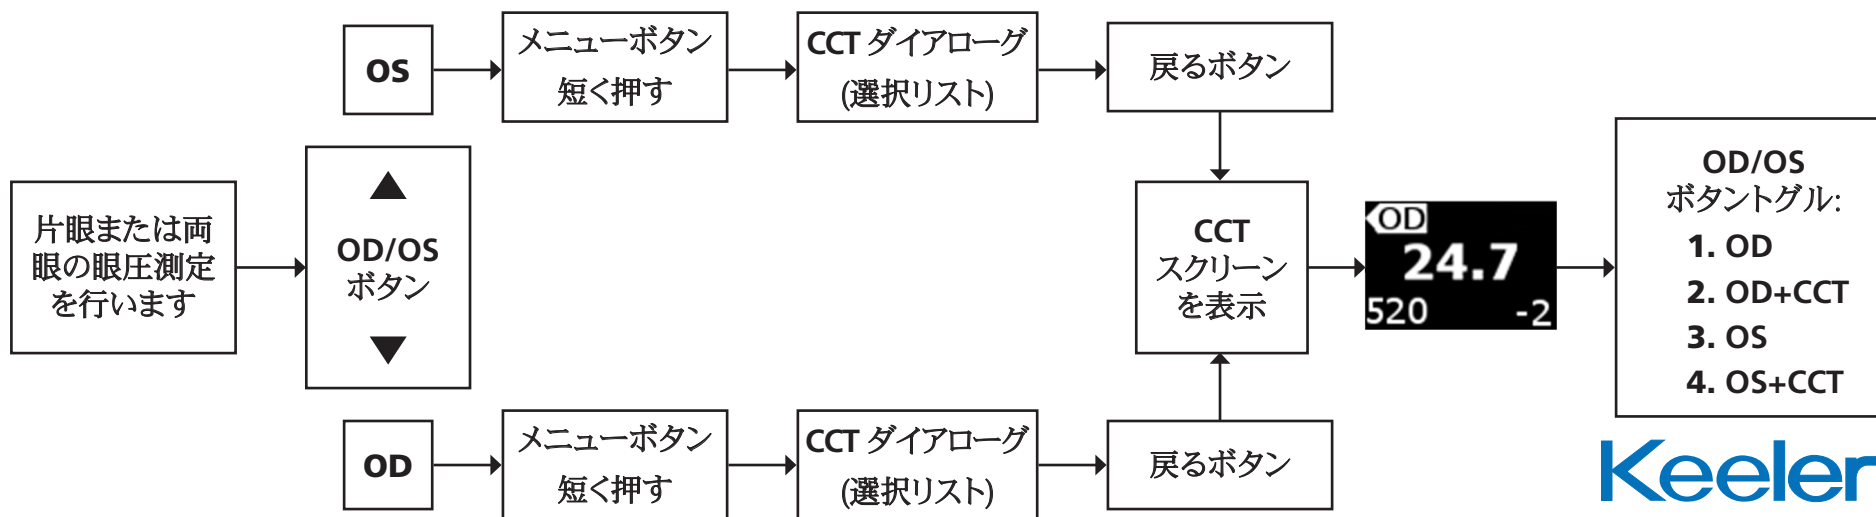 OS
メニューボタン
短く押す
CCT ダイアローグ
(選択リスト)
戻るボタン
片眼または両
眼の眼圧測定
を行います
OD/OS
ボタン
CCT
スクリーン
を表示
OD
24.7
520 -2
OD/OS
ボタントグル:
1. OD
2. OD+CCT
3. OS
4. OS+CCT
OD
メニューボタン
短く押す
CCT ダイアローグ
(選択リスト)
戻るボタン
Keeler